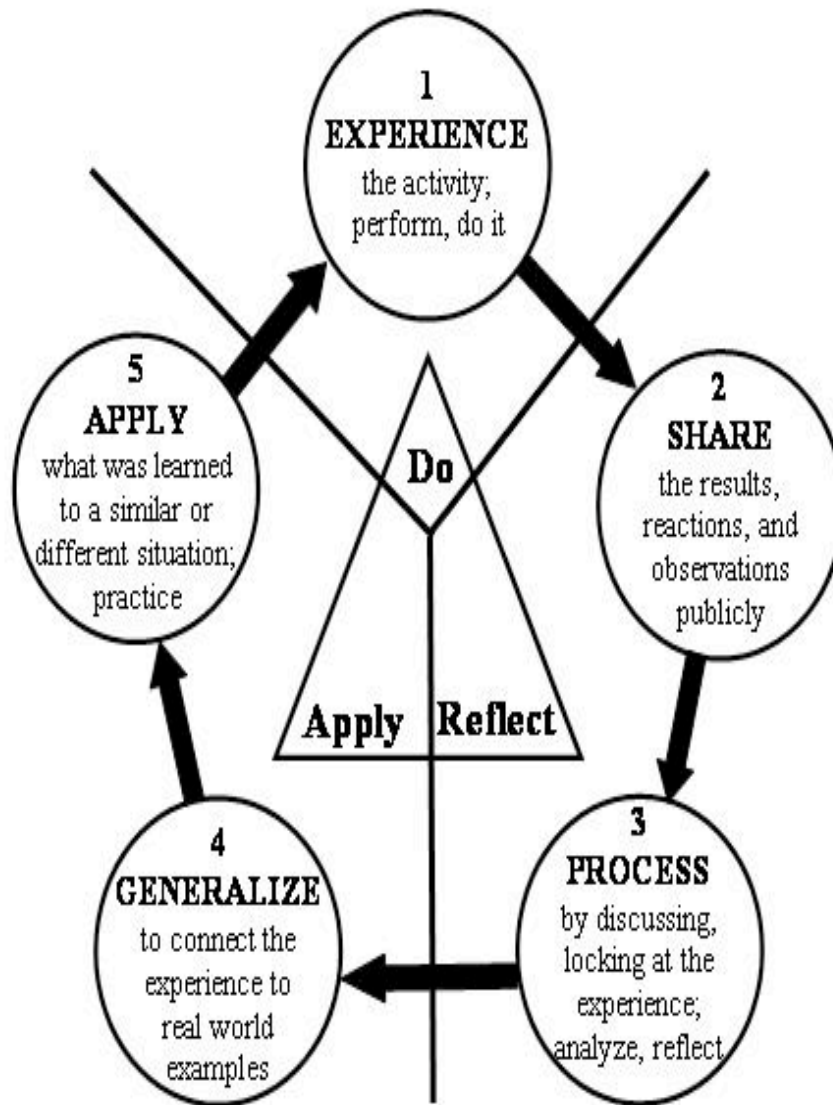 1
EXPERIENCE
the activity;
perform, do it
2
SHARE
the results,
reactions, and
observations
publicly
3
PROCESS
by discussing,
locking at the
experience;
analyze, reflect
4
GENERALIZE
to connect the
experience to
real world
examples
5
APPLY
what was learned
to a similar or
different situation;
practice
Do
Apply
Reflect